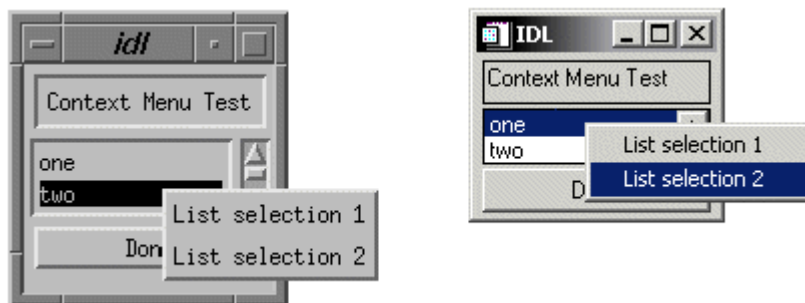 idl
Context Menu Test
one
two
List selection 1
Don
List selection 2
IDL
Context Menu Test
one
two
List selection 1
D
List selection 2